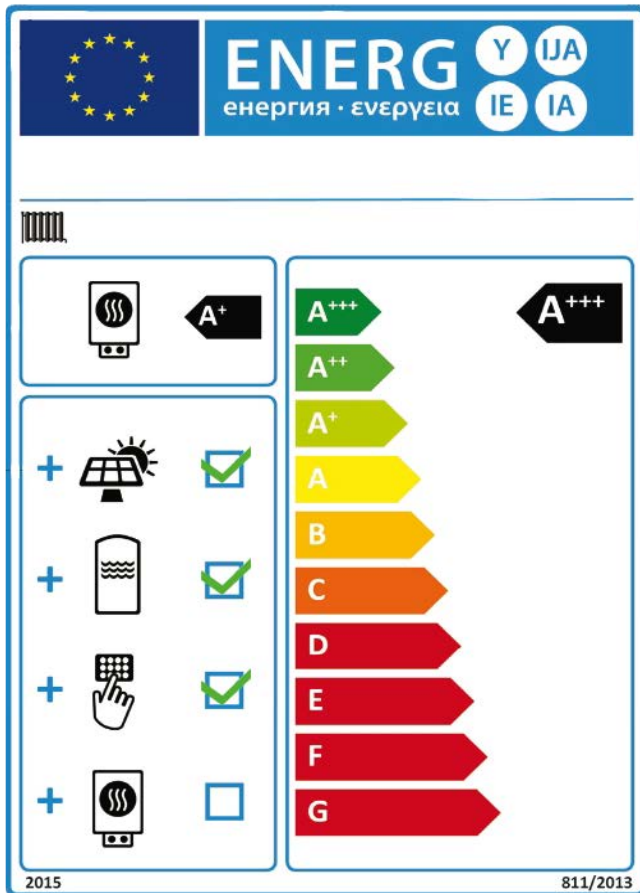 ENERG Y IJA
енергия · ενεργεια IE IA
A+
A+++
A+++
A++
A+
A
B
C
D
E
F
G
2015
811/2013